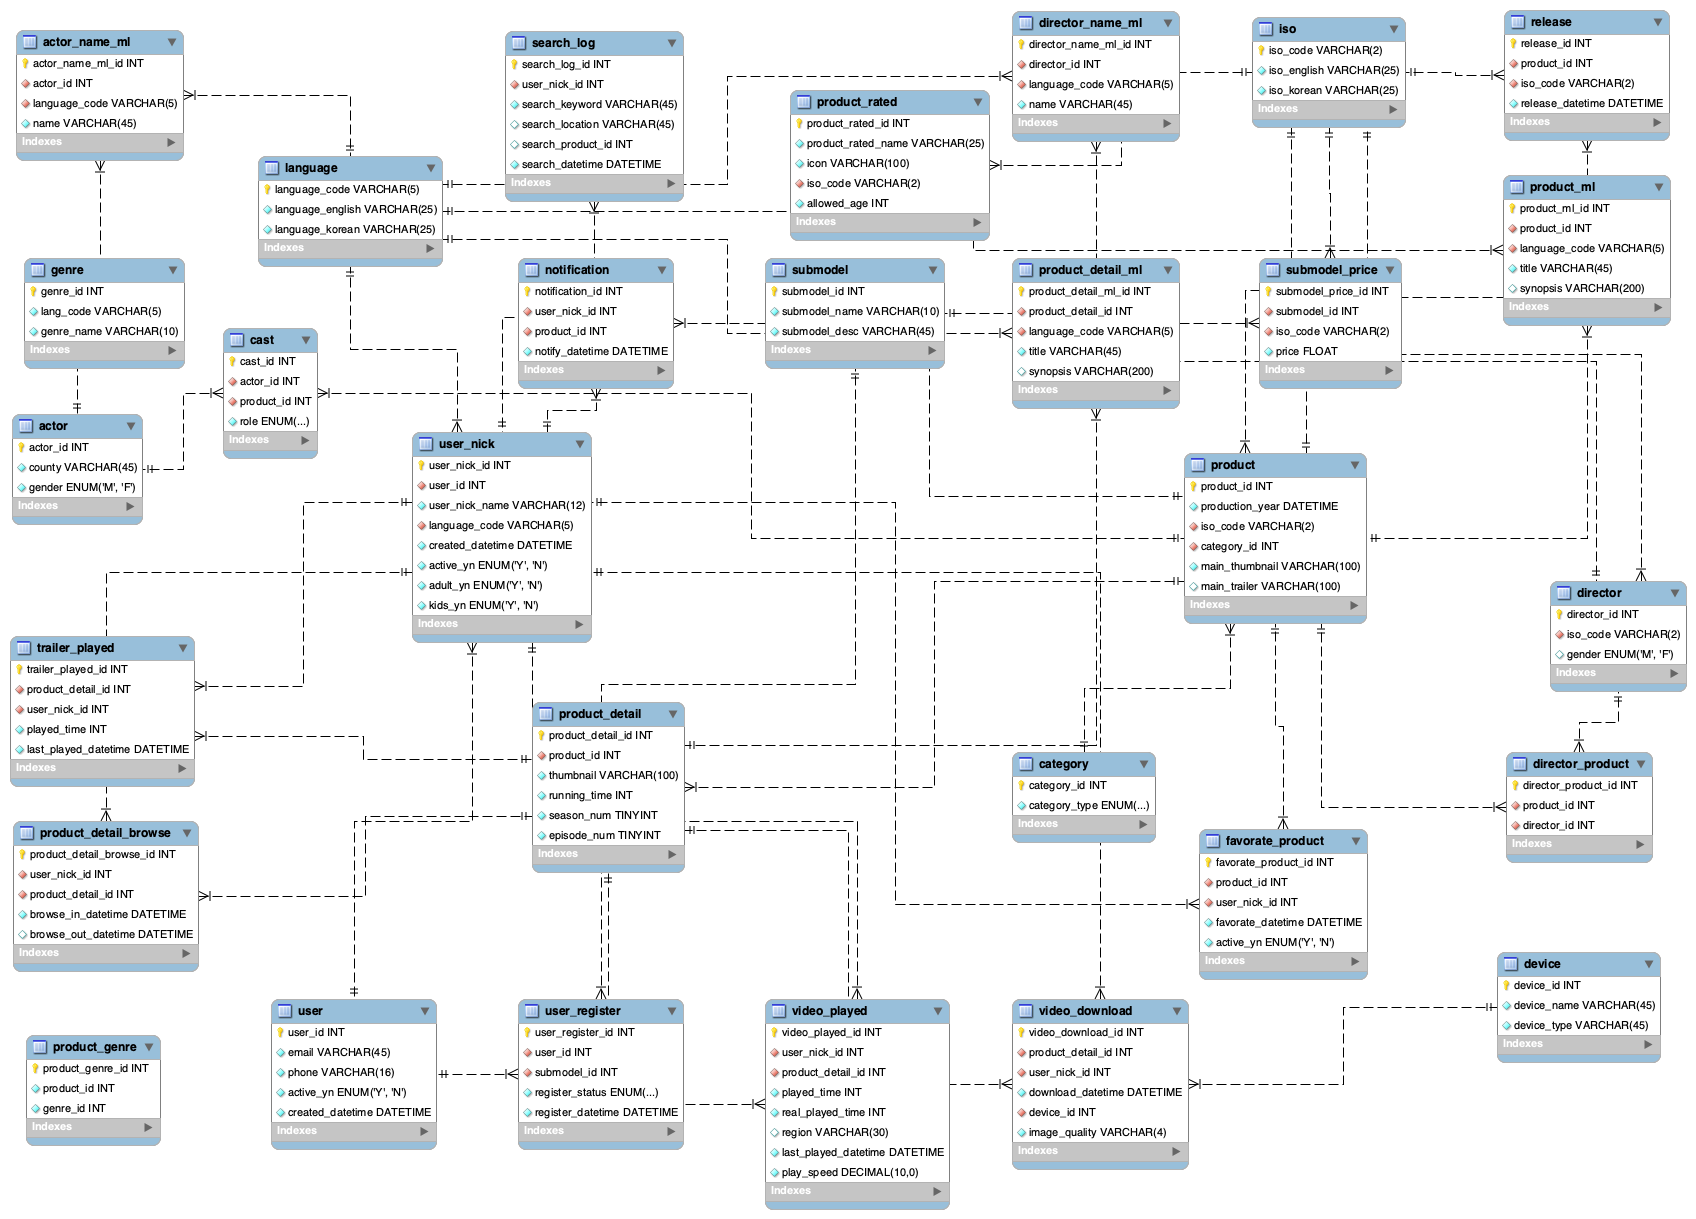 actor_name_ml
actor_name_ml_id INT
actor_id INT
language_code VARCHAR(5)
name VARCHAR(45)
Indexes
search_log
search_log_id INT
user_nick_id INT
search_keyword VARCHAR(45)
search_location VARCHAR(45)
search_product_id INT
search_datetime DATETIME
Indexes
director_name_ml
director_name_ml_id INT
director_id INT
language_code VARCHAR(5)
name VARCHAR(45)
Indexes
iso
iso_code VARCHAR(2)
iso_english VARCHAR(25)
iso_korean VARCHAR(25)
Indexes
release
release_id INT
product_id INT
iso_code VARCHAR(2)
release_datetime DATETIME
Indexes
product_rated
product_rated_id INT
product_rated_name VARCHAR(25)
icon VARCHAR(100)
iso_code VARCHAR(2)
allowed_age INT
Indexes
language
language_code VARCHAR(5)
language_english VARCHAR(25)
language_korean VARCHAR(25)
Indexes
product_ml
product_ml_id INT
product_id INT
language_code VARCHAR(5)
title VARCHAR(45)
synopsis VARCHAR(200)
Indexes
genre
genre_id INT
lang_code VARCHAR(5)
genre_name VARCHAR(10)
Indexes
notification
notification_id INT
user_nick_id INT
product_id INT
notify_datetime DATETIME
Indexes
submodel
submodel_id INT
submodel_name VARCHAR(10)
submodel_desc VARCHAR(45)
Indexes
product_detail_ml
product_detail_ml_id INT
product_detail_id INT
language_code VARCHAR(5)
title VARCHAR(45)
synopsis VARCHAR(200)
Indexes
submodel_price
submodel_price_id INT
submodel_id INT
iso_code VARCHAR(2)
price FLOAT
Indexes
cast
cast_id INT
actor_id INT
product_id INT
role ENUM(...)
Indexes
actor
actor_id INT
county VARCHAR(45)
gender ENUM('M', 'F')
Indexes
user_nick
user_nick_id INT
user_id INT
user_nick_name VARCHAR(12)
language_code VARCHAR(5)
created_datetime DATETIME
active_yn ENUM('Y', 'N')
adult_yn ENUM('Y', 'N')
kids_yn ENUM('Y', 'N')
Indexes
product
product_id INT
production_year DATETIME
iso_code VARCHAR(2)
category_id INT
main_thumbnail VARCHAR(100)
main_trailer VARCHAR(100)
Indexes
director
director_id INT
iso_code VARCHAR(2)
gender ENUM('M', 'F')
Indexes
trailer_played
trailer_played_id INT
product_detail_id INT
user_nick_id INT
played_time INT
last_played_datetime DATETIME
Indexes
product_detail
product_detail_id INT
product_id INT
thumbnail VARCHAR(100)
running_time INT
season_num TINYINT
episode_num TINYINT
Indexes
category
category_id INT
category_type ENUM(...)
Indexes
director_product
director_product_id INT
product_id INT
director_id INT
Indexes
product_detail_browse
product_detail_browse_id INT
user_nick_id INT
product_detail_id INT
browse_in_datetime DATETIME
browse_out_datetime DATETIME
Indexes
favorate_product
favorate_product_id INT
product_id INT
user_nick_id INT
favorate_datetime DATETIME
active_yn ENUM('Y', 'N')
Indexes
device
device_id INT
device_name VARCHAR(45)
device_type VARCHAR(45)
Indexes
product_genre
product_genre_id INT
product_id INT
genre_id INT
Indexes
user
user_id INT
email VARCHAR(45)
phone VARCHAR(16)
active_yn ENUM('Y', 'N')
created_datetime DATETIME
Indexes
user_register
user_register_id INT
user_id INT
submodel_id INT
register_status ENUM(...)
register_datetime DATETIME
Indexes
video_played
video_played_id INT
user_nick_id INT
product_detail_id INT
played_time INT
real_played_time INT
region VARCHAR(30)
last_played_datetime DATETIME
play_speed DECIMAL(10,0)
Indexes
video_download
video_download_id INT
product_detail_id INT
user_nick_id INT
download_datetime DATETIME
device_id INT
image_quality VARCHAR(4)
Indexes